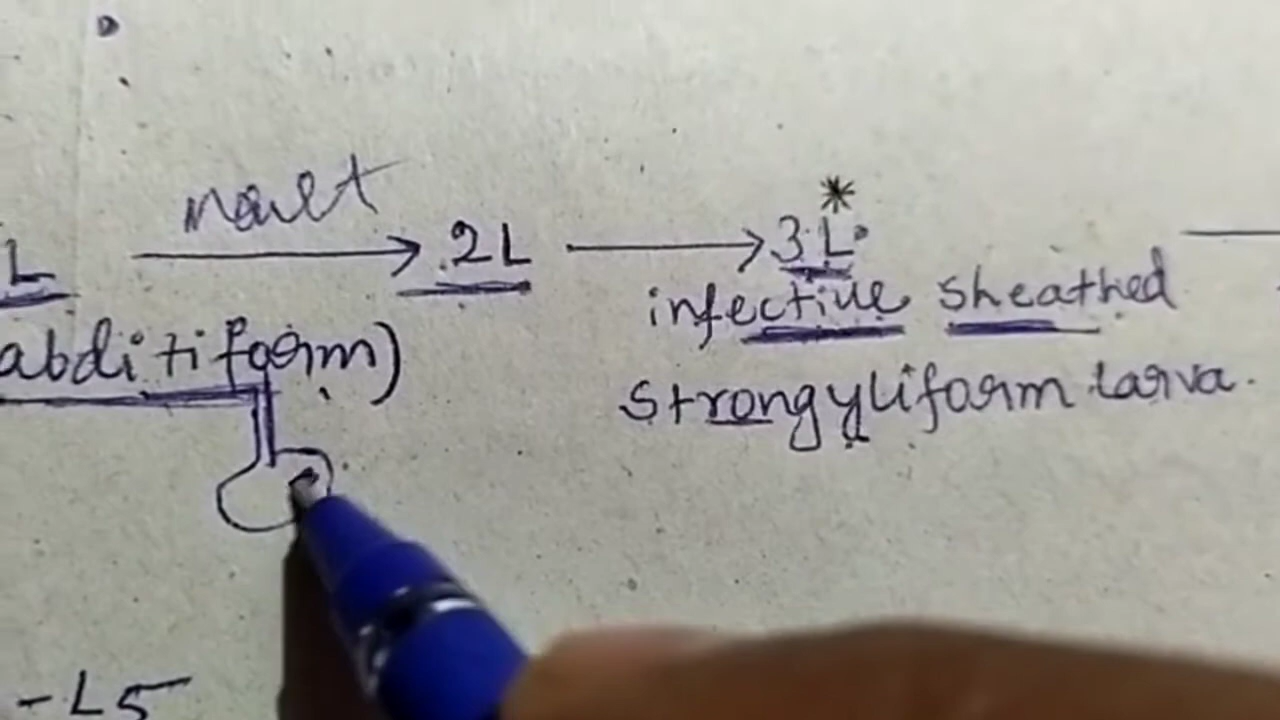 moult
L → 2L → 3L*
infective sheathed
abditiform)
strongyliform larva.
-L5